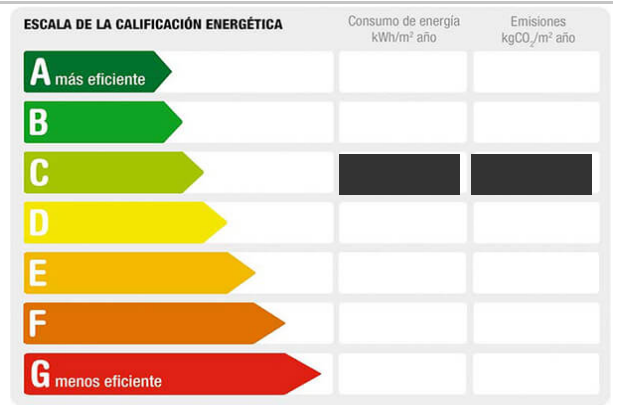 ESCALA DE LA CALIFICACIÓN ENERGÉTICA
Consumo de energía
kWh/m² año
Emisiones
kgCO₂/m² año
A más eficiente
B
C
D
E
F
G menos eficiente